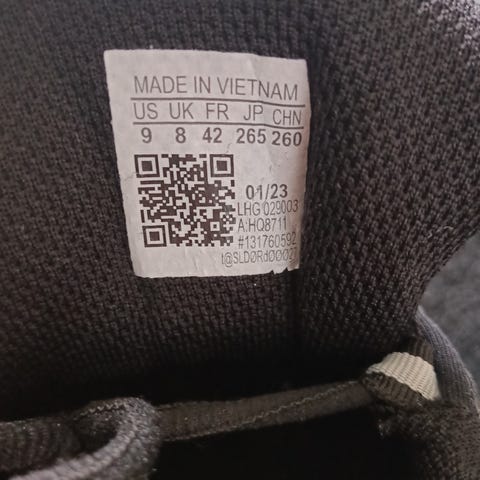 MADE IN VIETNAM
US UK FR JP CHN
9 8 42 265 260
01/23
LHG 029003
A:HQ8711
#131760592